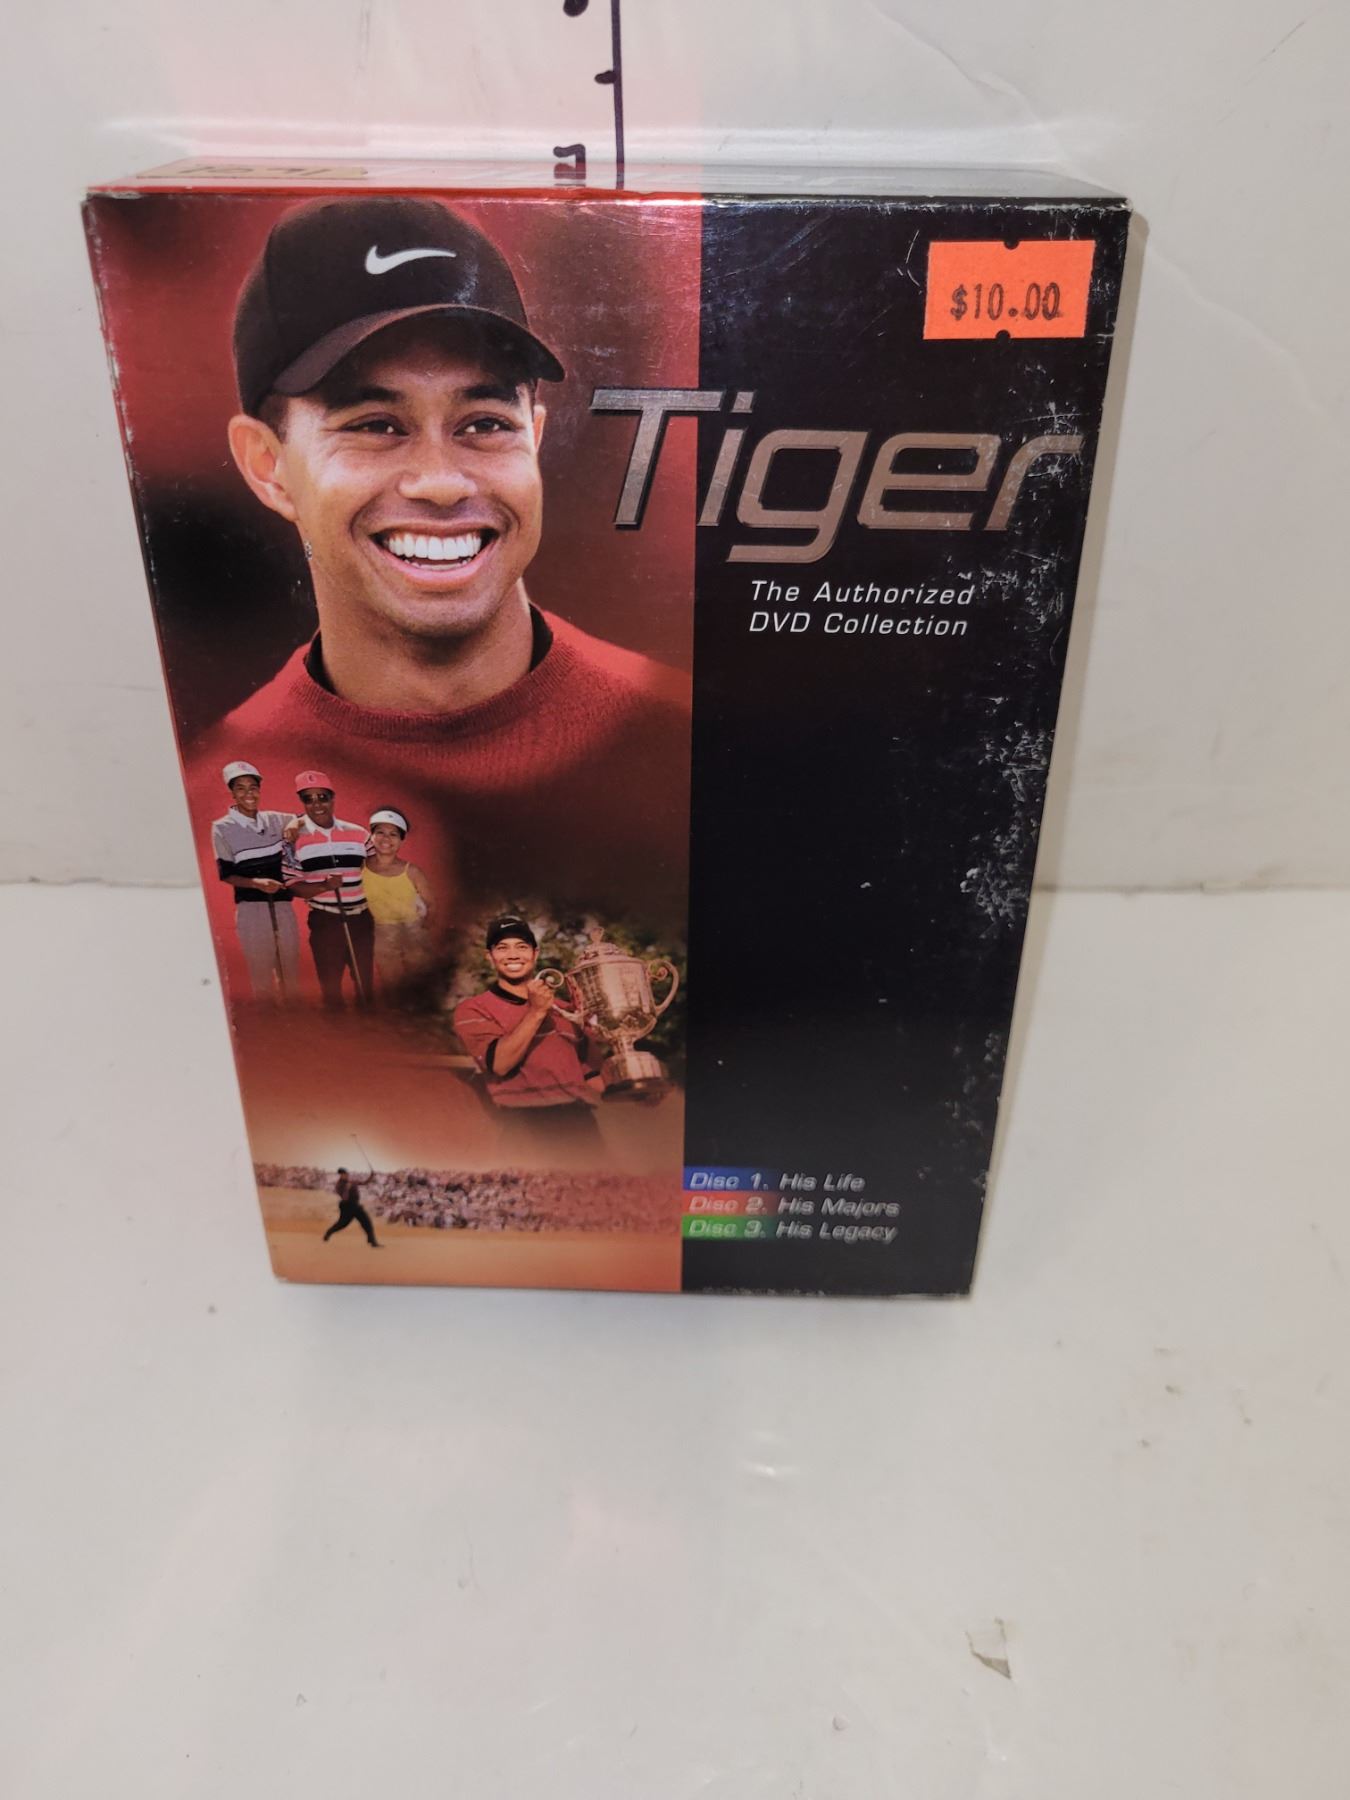 $10.00
Tiger
The Authorized
DVD Collection
Disc 1. His Life
Disc 2. His Majors
Disc 3. His Legacy